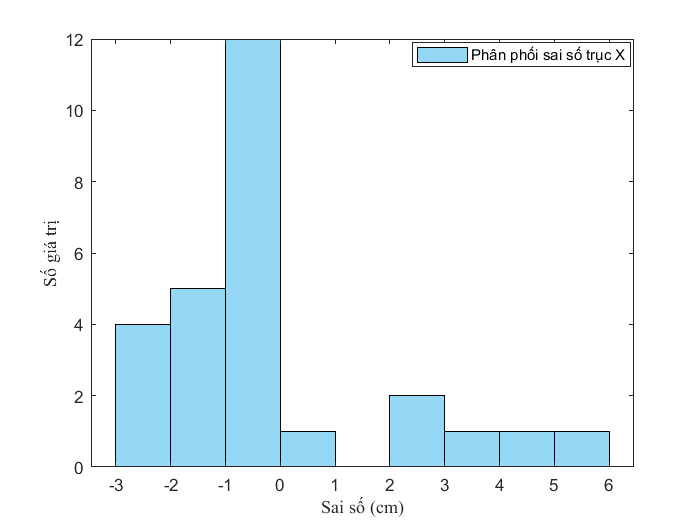 Phân phối sai số trục X
12
10
8
6
4
2
0
Số giá trị
-3 -2 -1 0 1 2 3 4 5 6
Sai số (cm)